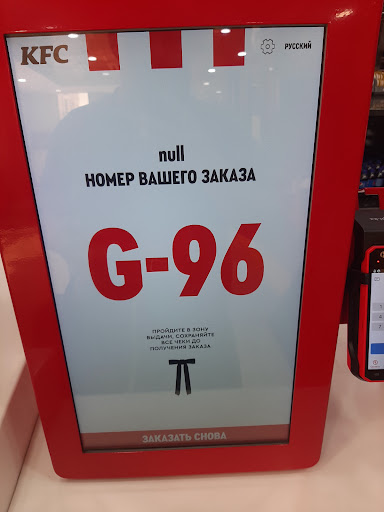 KFC
РУССКИЙ
null
НОМЕР ВАШЕГО ЗАКАЗА
G-96
ПРОЙДИТЕ В ЗОНУ
ВЫДАЧИ, СОХРАНЯЙТЕ
ВСЕ ЧЕКИ ДО
ПОЛУЧЕНИЯ ЗАКАЗА
ЗАКАЗАТЬ СНОВА